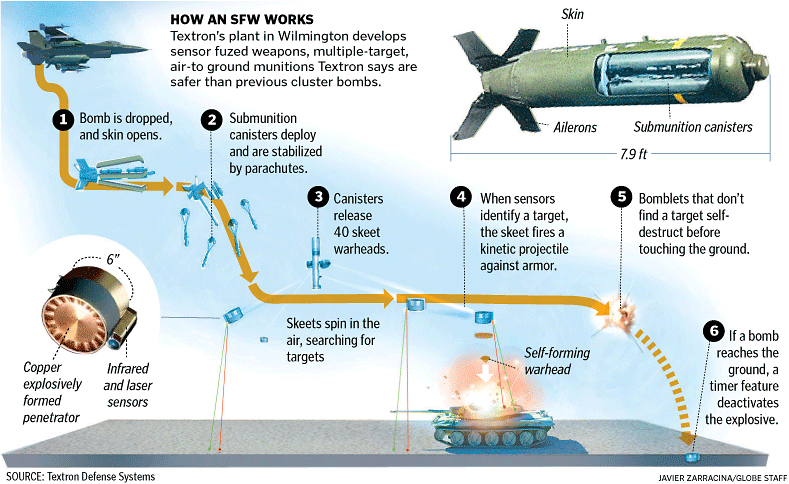 HOW AN SFW WORKS
Textron's plant in Wilmington develops
sensor fuzed weapons, multiple-target,
air-to ground munitions Textron says are
safer than previous cluster bombs.
Skin
Ailerons
Submunition canisters
7.9 ft
1 Bomb is dropped,
and skin opens.
2 Submunition
canisters deploy
and are stabilized
by parachutes.
3 Canisters
release
40 skeet
warheads.
4 When sensors
identify a target,
the skeet fires a
kinetic projectile
against armor.
5 Bomblets that don't
find a target self-
destruct before
touching the ground.
6"
Copper
explosively
formed
penetrator
Infrared
and laser
sensors
Skeets spin in the
air, searching for
targets
Self-forming
warhead
6 If a bomb
reaches the
ground, a
timer feature
deactivates
the explosive.
SOURCE: Textron Defense Systems
JAVIER ZARRACINA/GLOBE STAFF